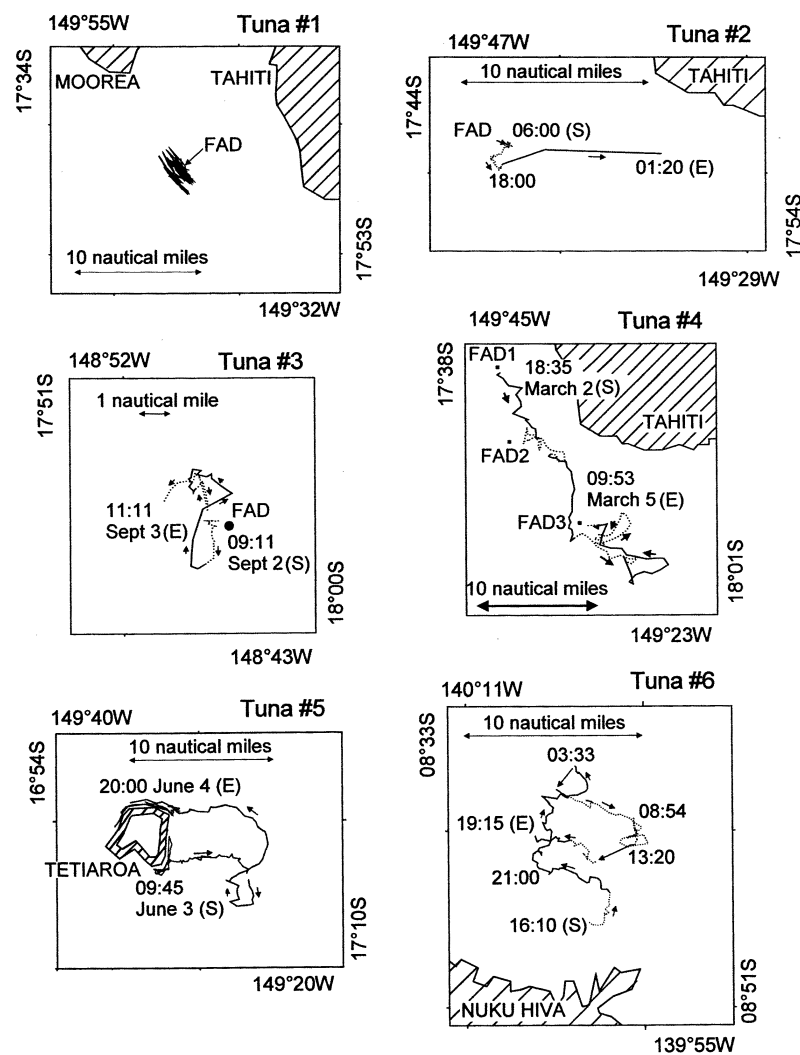 149°55W
Tuna #1
17°34S
MOOREA
TAHITI
FAD
10 nautical miles
17°53S
149°32W
149°47W
Tuna #2
17°44S
10 nautical miles
TAHITI
FAD
06:00 (S)
01:20 (E)
18:00
17°54S
149°29W
148°52W
Tuna #3
17°51S
1 nautical mile
11:11
Sept 3 (E)
FAD
09:11
Sept 2 (S)
18°00S
148°43W
149°45W
Tuna #4
17°38S
FAD1
18:35
March 2 (S)
TAHITI
FAD2
09:53
March 5 (E)
FAD3
10 nautical miles
18°01S
149°23W
149°40W
Tuna #5
16°54S
10 nautical miles
20:00 June 4 (E)
TETIAROA
09:45
June 3 (S)
17°10S
149°20W
140°11W
Tuna #6
08°33S
10 nautical miles
03:33
08:54
19:15 (E)
13:20
21:00
16:10 (S)
NUKU HIVA
08°51S
139°55W